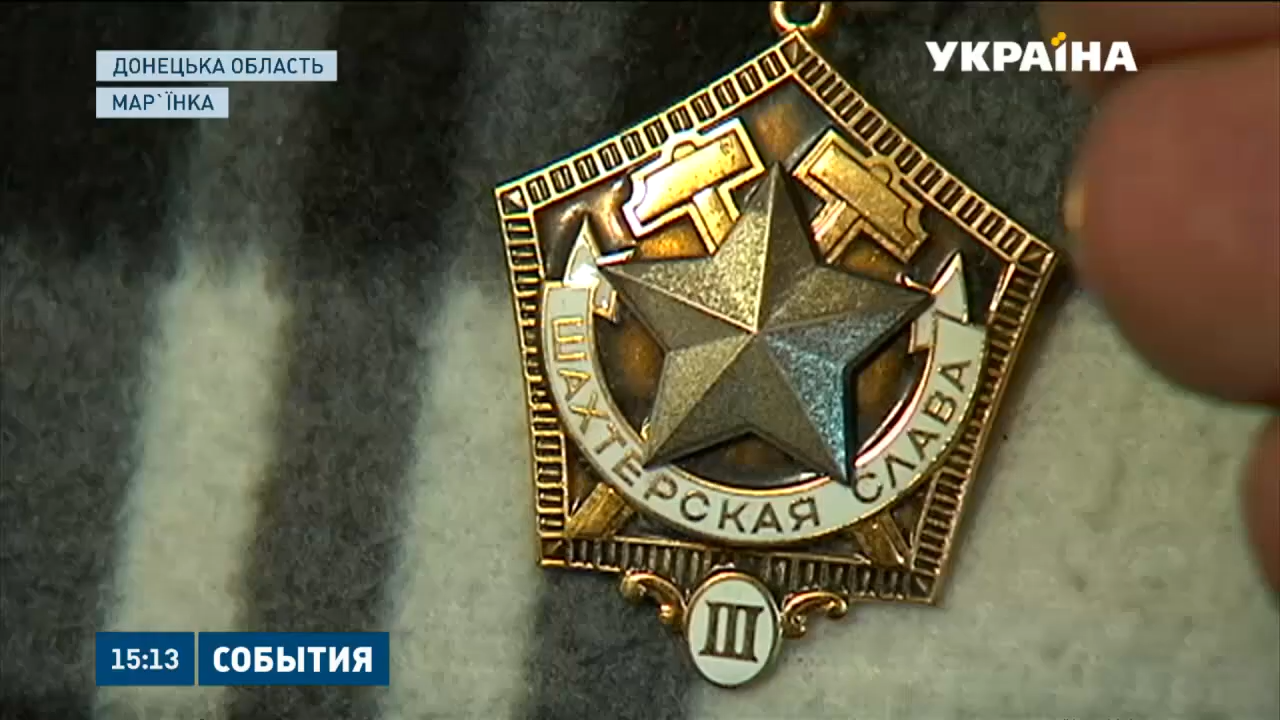 ДОНЕЦЬКА ОБЛАСТЬ
МАР`ЇНКА
УКРАЇНА
ШАХТЕРСКАЯ СЛАВА
III
15:13 СОБЫТИЯ